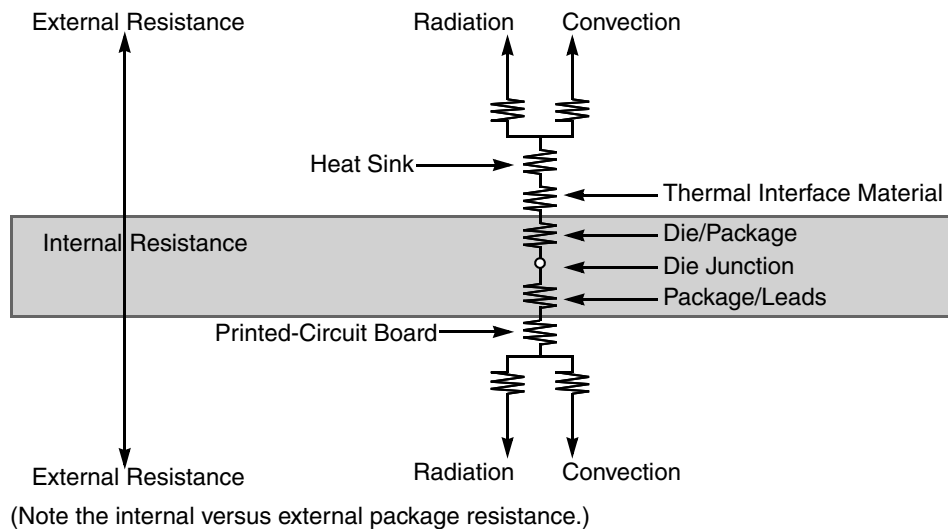 External Resistance
Radiation
Convection
Heat Sink
Thermal Interface Material
Internal Resistance
Die/Package
Die Junction
Package/Leads
Printed-Circuit Board
External Resistance
Radiation
Convection
(Note the internal versus external package resistance.)